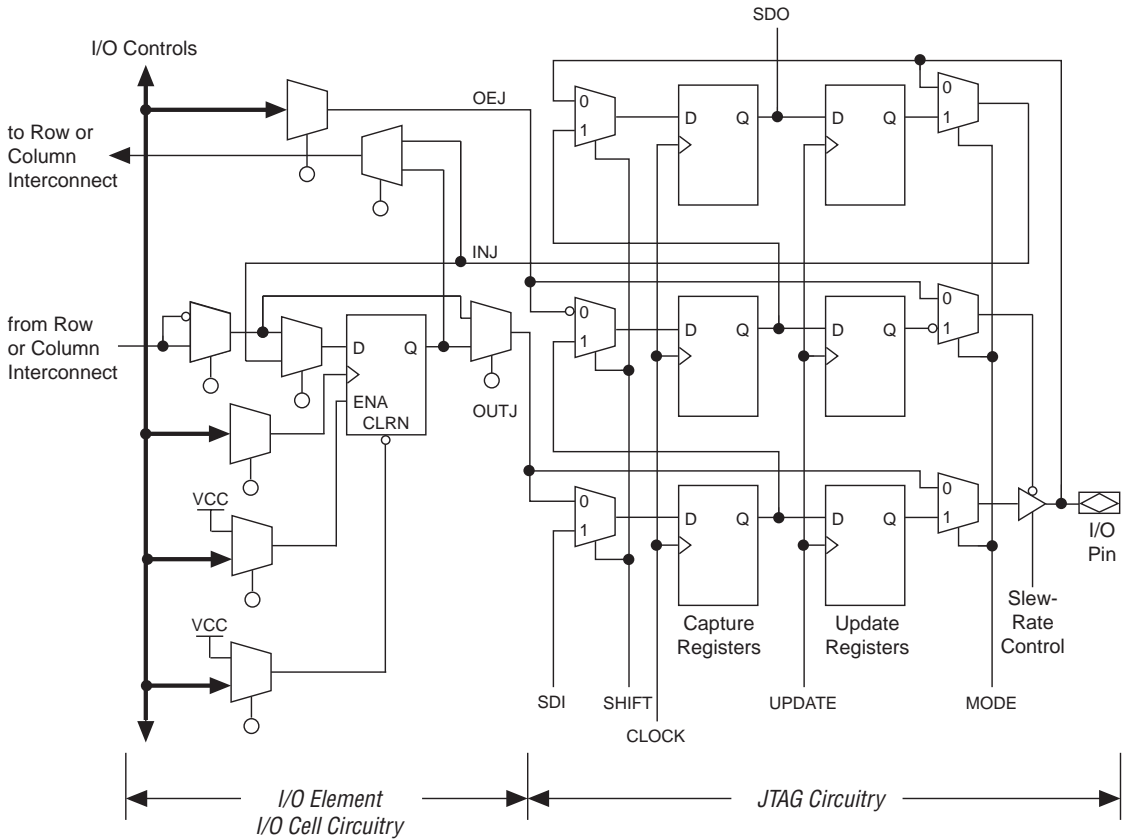 SDO
I/O Controls
OEJ
0
1
D Q
D Q
0
1
to Row or
Column
Interconnect
INJ
from Row
or Column
Interconnect
D Q
ENA
CLRN
OUTJ
0
1
D Q
D Q
0
1
VCC
0
1
D Q
D Q
0
1
I/O
Pin
VCC
Capture
Registers
Update
Registers
Slew-
Rate
Control
SDI
SHIFT
CLOCK
UPDATE
MODE
I/O Element
I/O Cell Circuitry
JTAG Circuitry